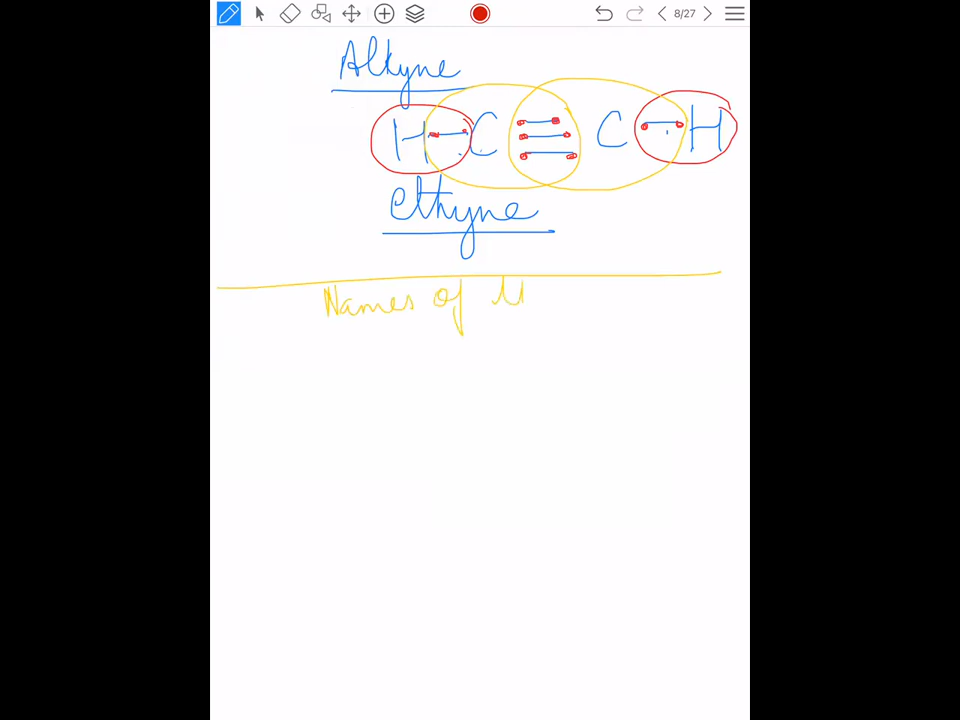 8/27
Alkyne
H - C ≡ C - H
ethyne
Names of